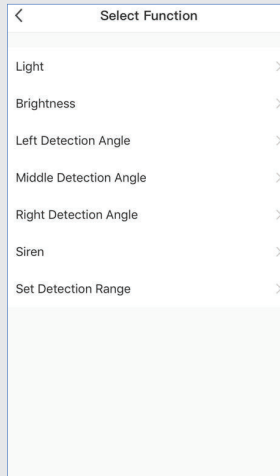 Select Function
Light
Brightness
Left Detection Angle
Middle Detection Angle
Right Detection Angle
Siren
Set Detection Range